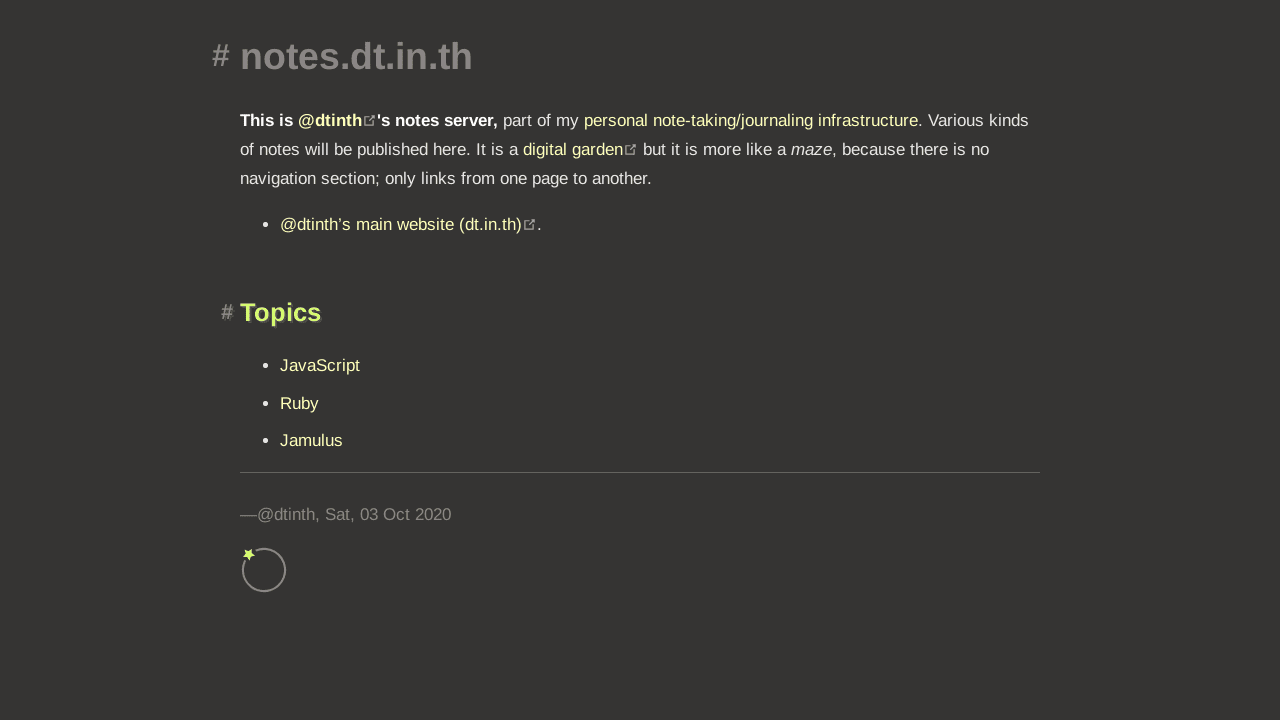 # notes.dt.in.th
This is @dtinth's notes server, part of my personal note-taking/journaling infrastructure. Various kinds
of notes will be published here. It is a digital garden but it is more like a maze, because there is no
navigation section; only links from one page to another.
• @dtinth’s main website (dt.in.th).
# Topics
• JavaScript
• Ruby
• Jamulus
—@dtinth, Sat, 03 Oct 2020